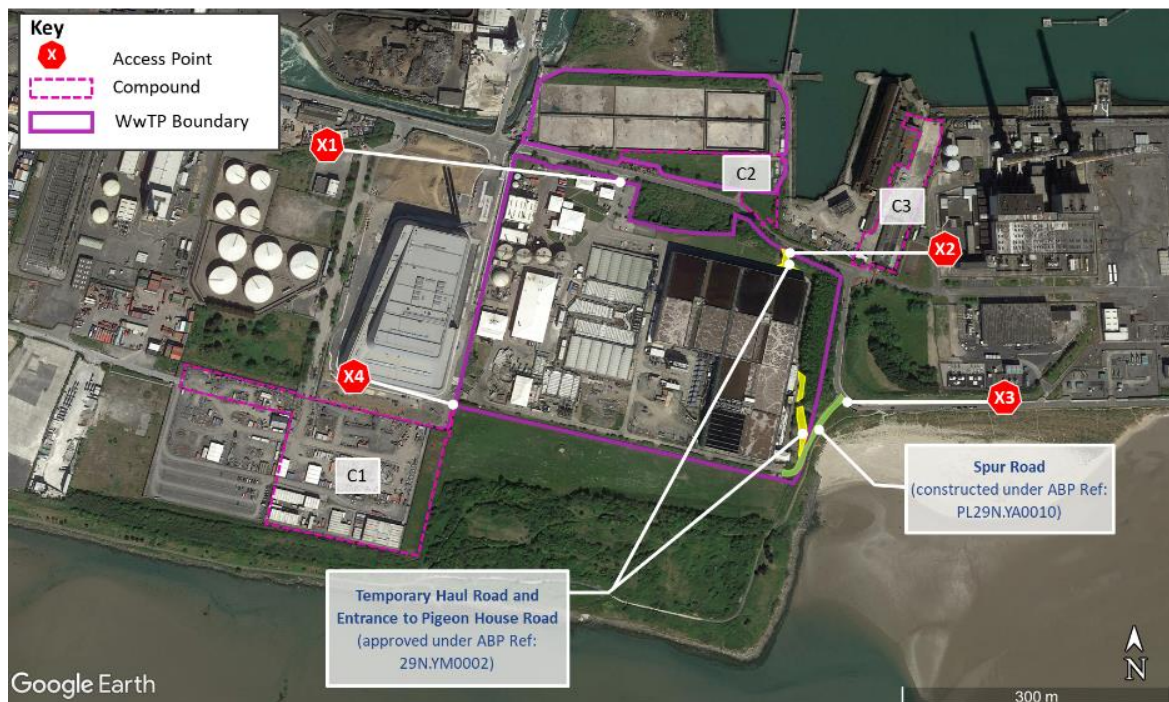 Key
X
Access Point
Compound
WwTP Boundary
X1
C2
C3
X2
X4
X3
C1
Spur Road
(constructed under ABP Ref:
PL29N.YA0010)
Temporary Haul Road and
Entrance to Pigeon House Road
(approved under ABP Ref:
29N.YM0002)
N
Google Earth
300 m